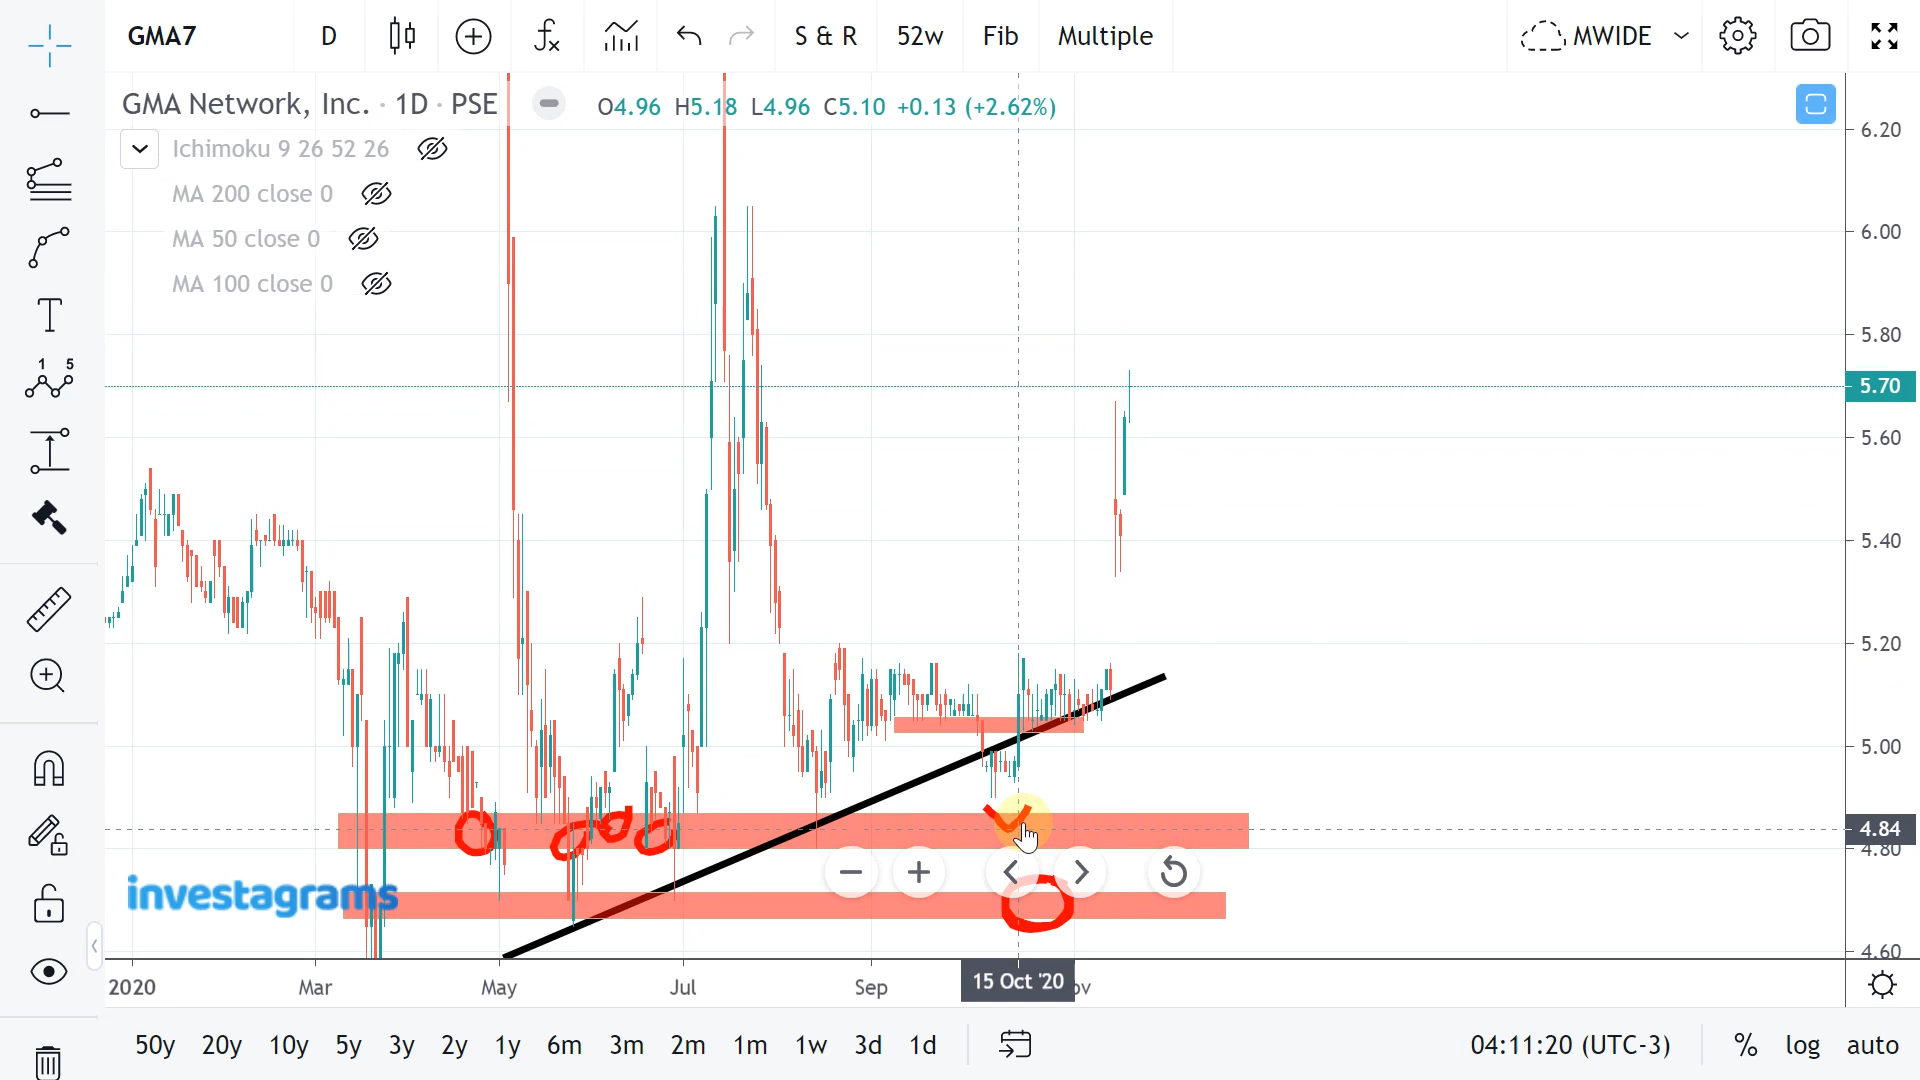 GMA7 D S & R 52w Fib Multiple MWIDE
GMA Network, Inc. · 1D · PSE O4.96 H5.18 L4.96 C5.10 +0.13 (+2.62%)
Ichimoku 9 26 52 26
MA 200 close 0
MA 50 close 0
MA 100 close 0
1 5
6.20
6.00
5.80
5.70
5.60
5.40
5.20
5.00
4.84
4.80
4.60
investagrams
2020 Mar May Jul Sep 15 Oct '20 ov
50y 20y 10y 5y 3y 2y 1y 6m 3m 2m 1m 1w 3d 1d 04:11:20 (UTC-3) % log auto